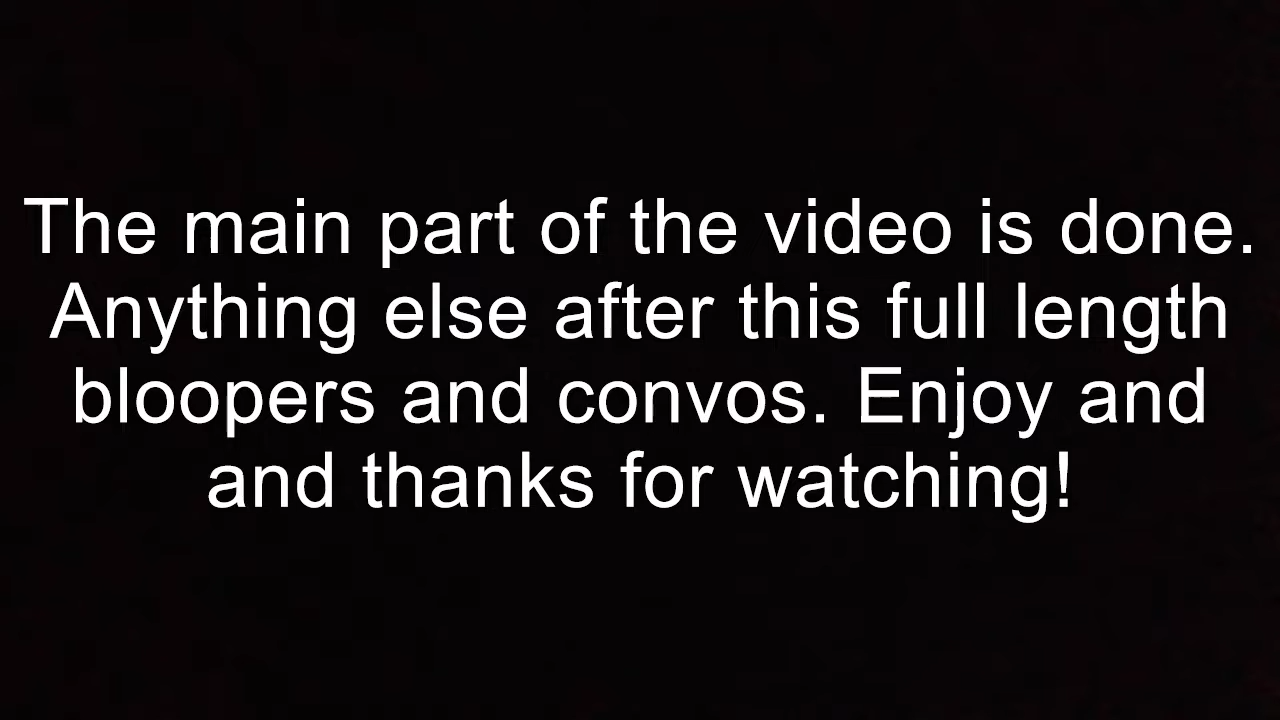 The main part of the video is done.
Anything else after this full length
bloopers and convos. Enjoy and
and thanks for watching!